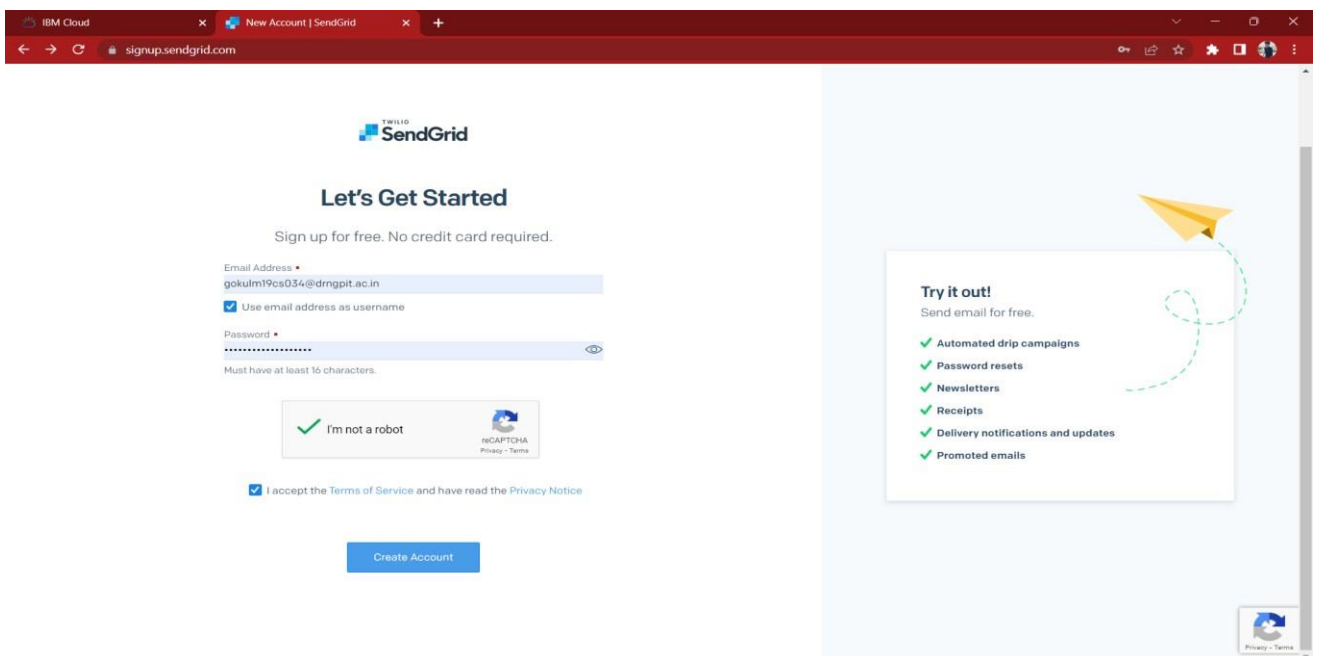 IBM Cloud
New Account | SendGrid
signup.sendgrid.com
TWILIO
SendGrid
Let's Get Started
Sign up for free. No credit card required.
Email Address •
gokulm19cs034@drngpit.ac.in
Use email address as username
Password •
•••••••••••••••••••
Must have at least 16 characters.
I'm not a robot
reCAPTCHA
Privacy - Terms
I accept the Terms of Service and have read the Privacy Notice
Create Account
Try it out!
Send email for free.
Automated drip campaigns
Password resets
Newsletters
Receipts
Delivery notifications and updates
Promoted emails
Privacy - Terms